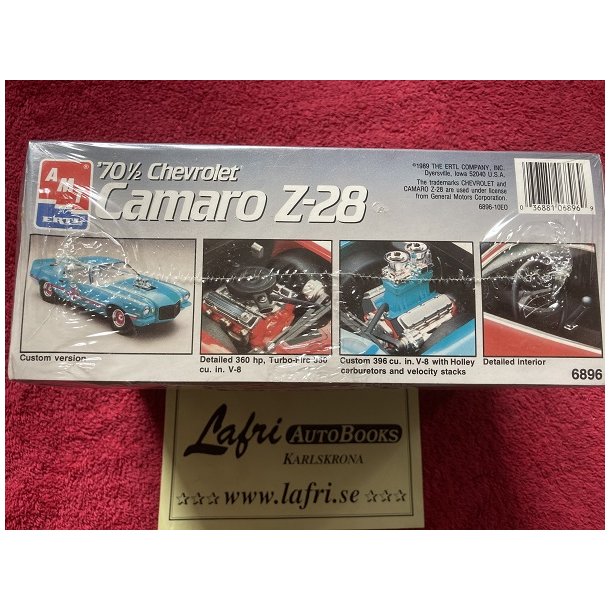 AMT
ERTL
'70½ Chevrolet
Camaro Z-28
©1989 THE ERTL COMPANY, INC.
Dyersville, Iowa 52040 U.S.A.
The trademarks CHEVROLET and
CAMARO Z-28 are used under license
from General Motors Corporation.
6896-10EO
0 36881 06896 9
Custom version
Detailed 360 hp, Turbo-Fire 350
cu. in. V-8
Custom 396 cu. in. V-8 with Holley
carburetors and velocity stacks
Detailed interior
6896
Lafri AUTOBOOKS
KARLSKRONA
www.lafri.se